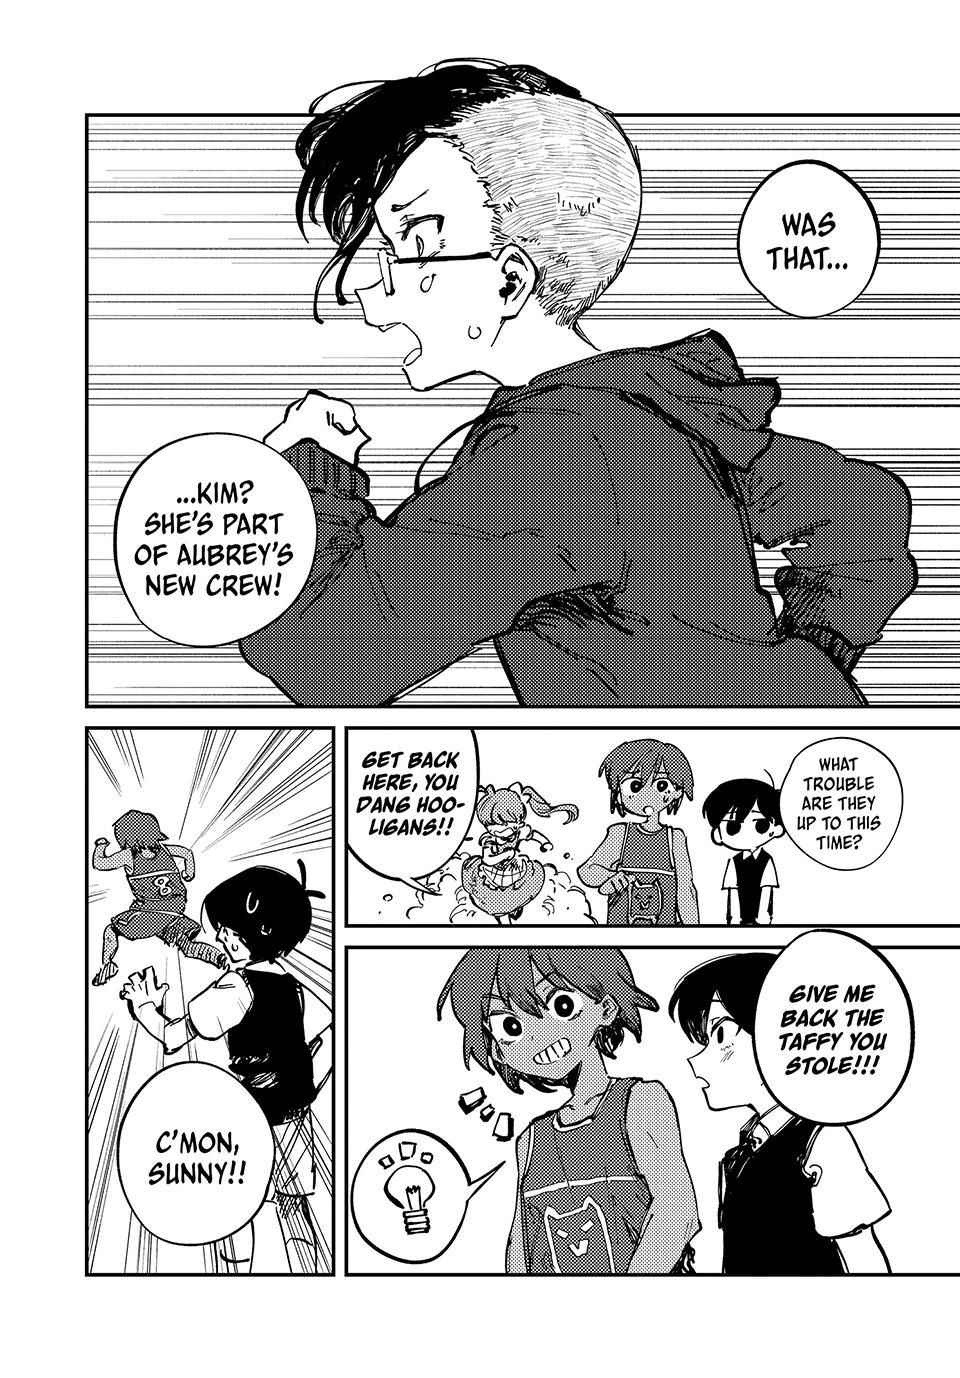 WAS
THAT...
...KIM?
SHE'S PART
OF AUBREY'S
NEW CREW!
WHAT
TROUBLE
ARE THEY
UP TO THIS
TIME?
GET BACK
HERE, YOU
DANG HOO-
LIGANS!!
GIVE ME
BACK THE
TAFFY YOU
STOLE!!!
8
C'MON,
SUNNY!!